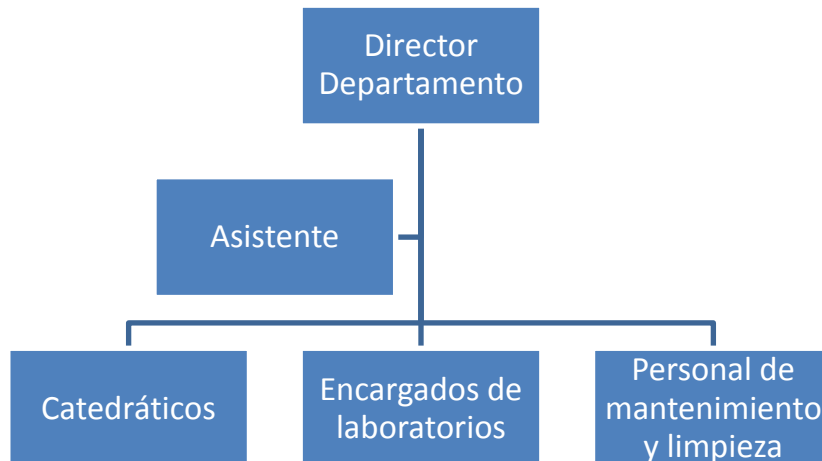 Director
Departamento
Asistente
Catedráticos
Encargados de
laboratorios
Personal de
mantenimiento
y limpieza